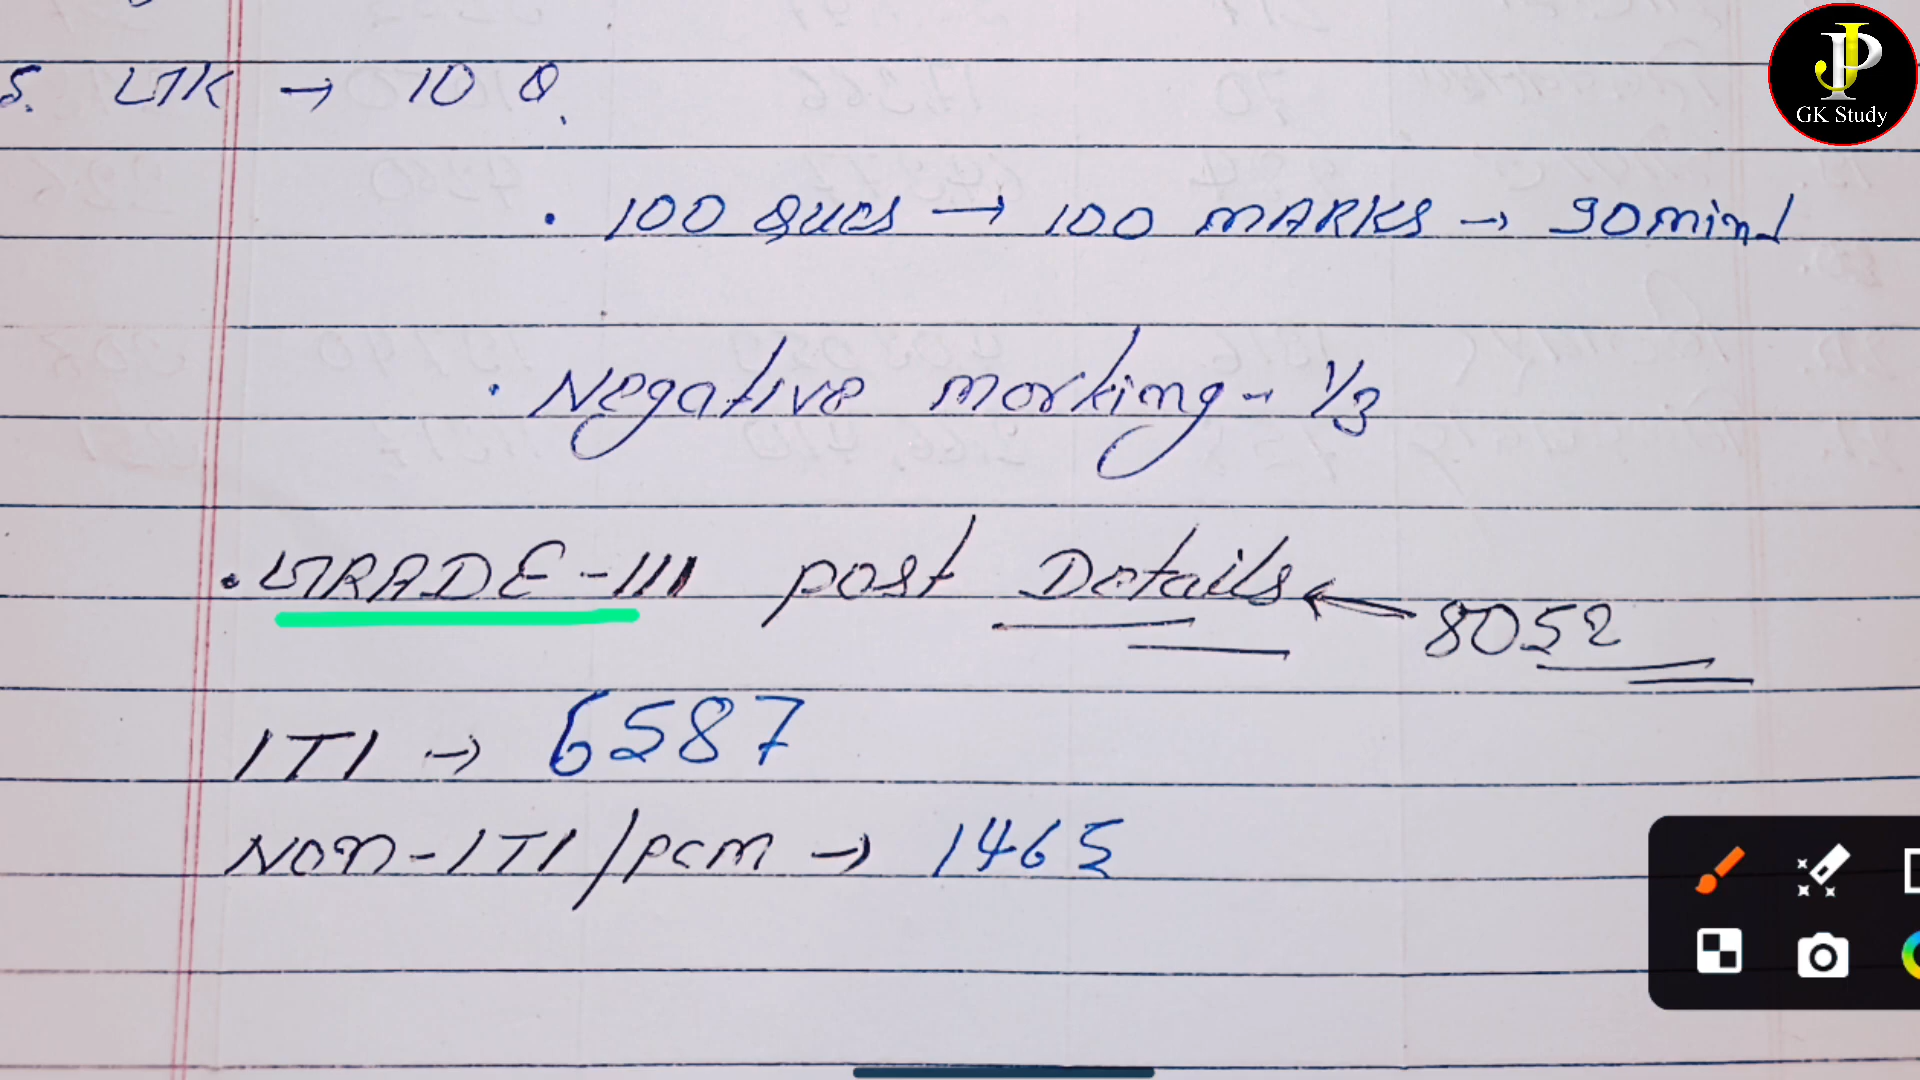 5. GK → 10 Q.
JP
GK Study
• 100 Ques → 100 MARKS → 90 min
• Negative marking - 1/3
• GRADE-III post Details ← 8052
ITI → 6587
NON-ITI/PCM → 1465